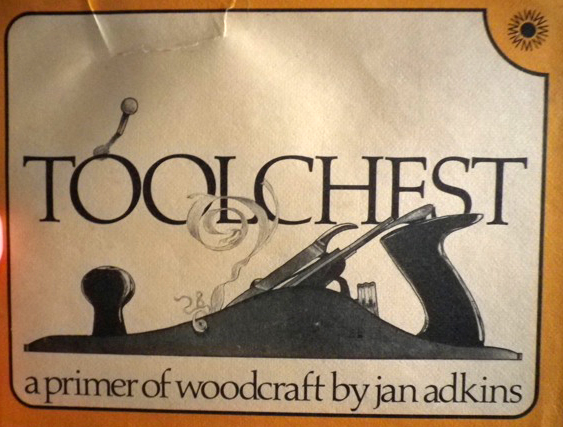 TOOLCHEST
a primer of woodcraft by jan adkins